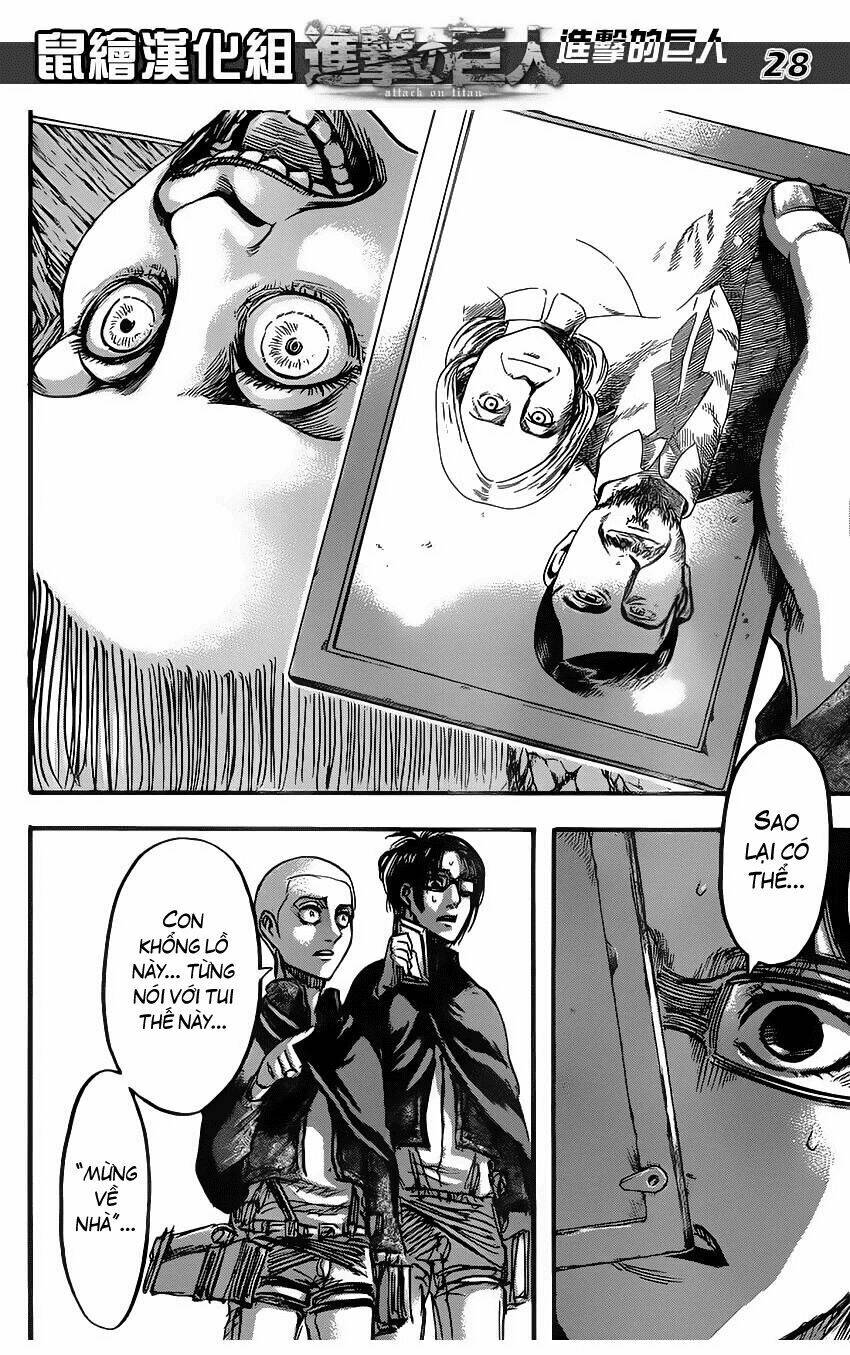 鼠繪漢化組
進撃の巨人
attack on titan
進擊的巨人
28
SAO
LẠI CÓ
THỂ...
CON
KHỔNG LỒ
NÀY... TỪNG
NÓI VỚI TUI
THẾ NÀY...
"MỪNG
VỀ
NHÀ"...